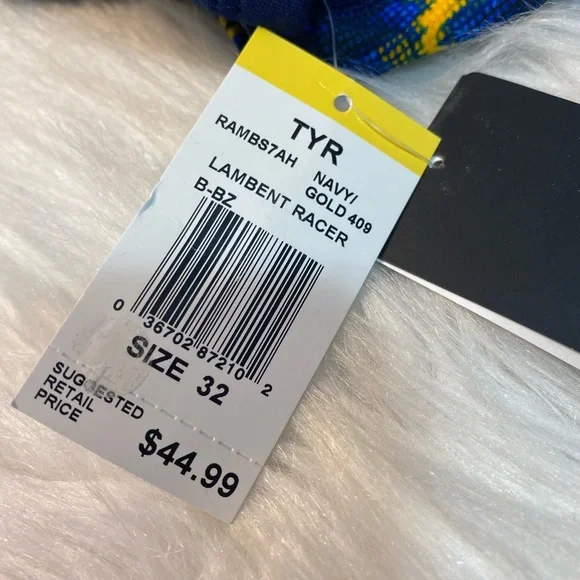 TYR
RAMBS7AH NAVY/
GOLD 409
LAMBENT RACER
B-BZ
0 36702 87210 2
SIZE 32
SUGGESTED
RETAIL
PRICE
$44.99